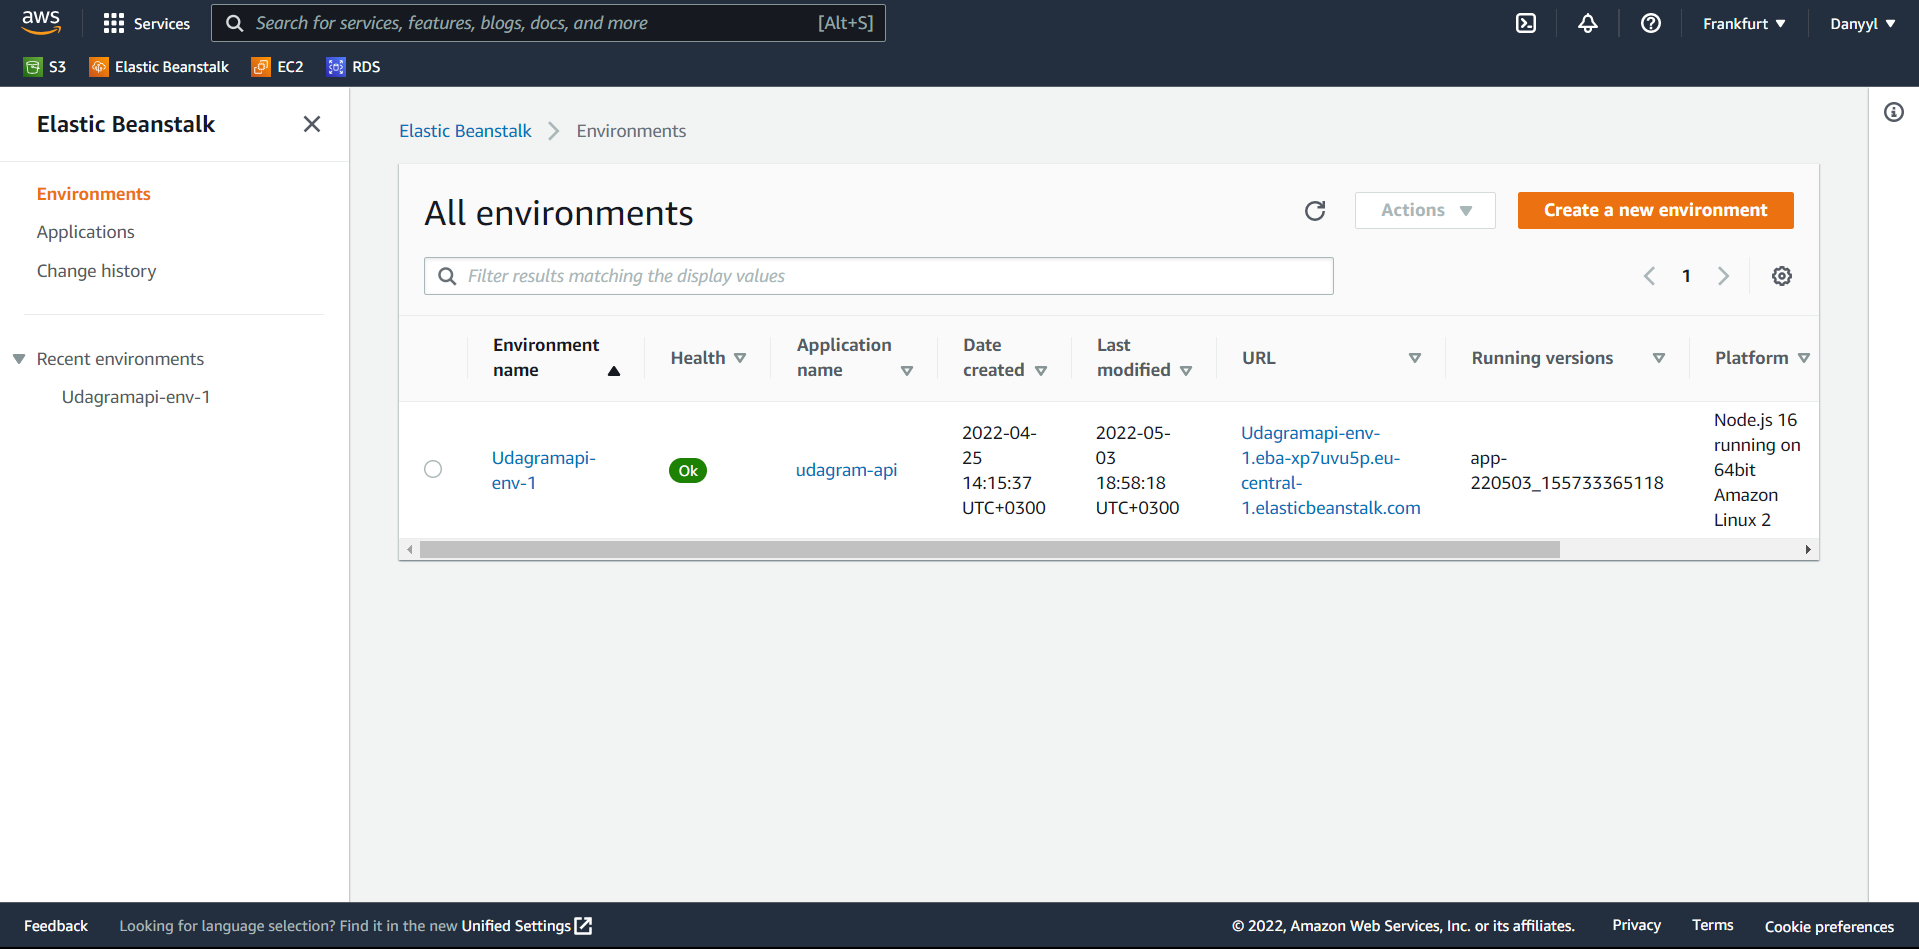 aws
Services
Search for services, features, blogs, docs, and more
[Alt+S]
Frankfurt
Danyyl
S3
Elastic Beanstalk
EC2
RDS
Elastic Beanstalk
Environments
Applications
Change history
Recent environments
Udagramapi-env-1
Elastic Beanstalk
Environments
All environments
Actions
Create a new environment
Filter results matching the display values
1
Environment
name
Health
Application
name
Date
created
Last
modified
URL
Running versions
Platform
Udagramapi-
env-1
Ok
udagram-api
2022-04-
25
14:15:37
UTC+0300
2022-05-
03
18:58:18
UTC+0300
Udagramapi-env-
1.eba-xp7uvu5p.eu-
central-
1.elasticbeanstalk.com
app-
220503_155733365118
Node.js 16
running on
64bit
Amazon
Linux 2
Feedback
Looking for language selection? Find it in the new Unified Settings
© 2022, Amazon Web Services, Inc. or its affiliates.
Privacy
Terms
Cookie preferences